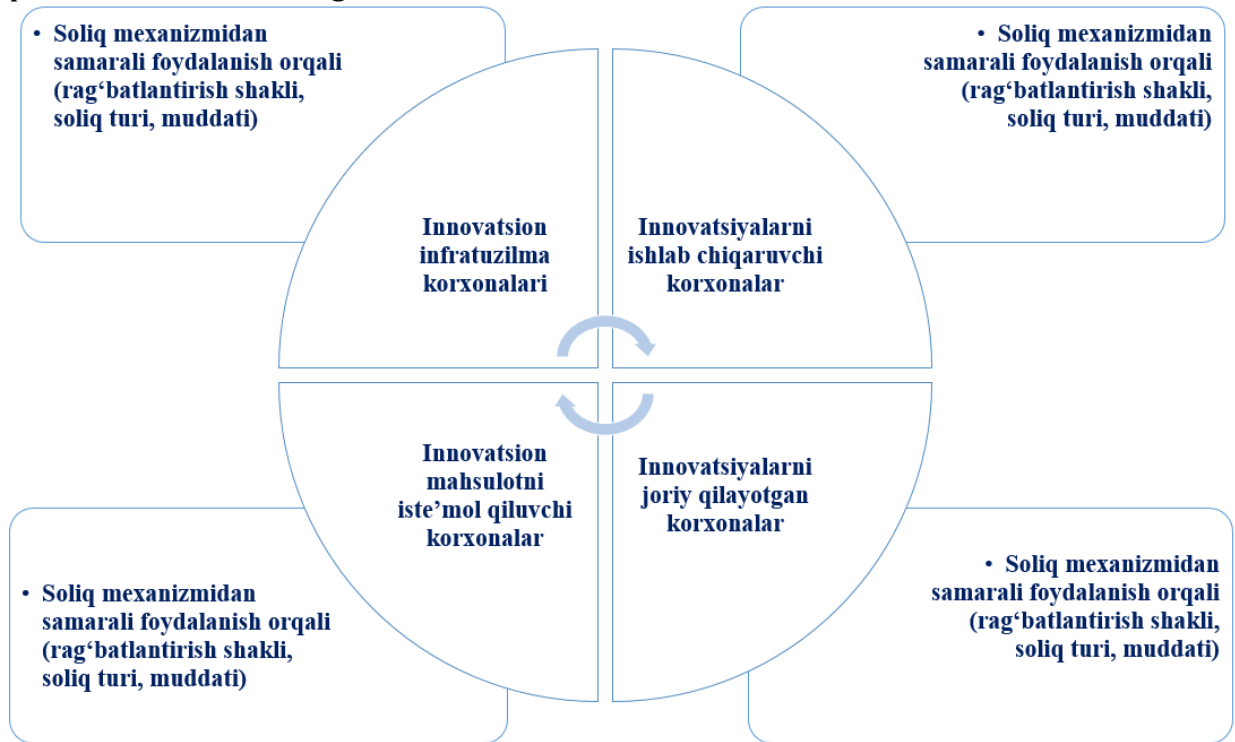 • Soliq mexanizmidan
samarali foydalanish orqali
(rag‘batlantirish shakli,
soliq turi, muddati)
• Soliq mexanizmidan
samarali foydalanish orqali
(rag‘batlantirish shakli,
soliq turi, muddati)
Innovatsion
infratuzilma
korxonalari
Innovatsiyalarni
ishlab chiqaruvchi
korxonalar
Innovatsion
mahsulotni
iste’mol qiluvchi
korxonalar
Innovatsiyalarni
joriy qilayotgan
korxonalar
• Soliq mexanizmidan
samarali foydalanish orqali
(rag‘batlantirish shakli,
soliq turi, muddati)
• Soliq mexanizmidan
samarali foydalanish orqali
(rag‘batlantirish shakli,
soliq turi, muddati)